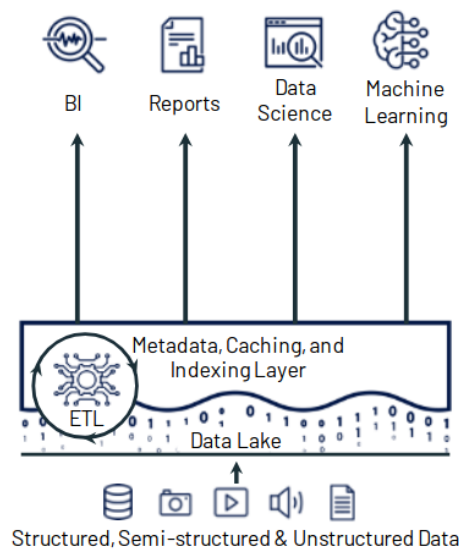 BI
Reports
Data
Science
Machine
Learning
Metadata, Caching, and
Indexing Layer
ETL
Data Lake
Structured, Semi-structured & Unstructured Data